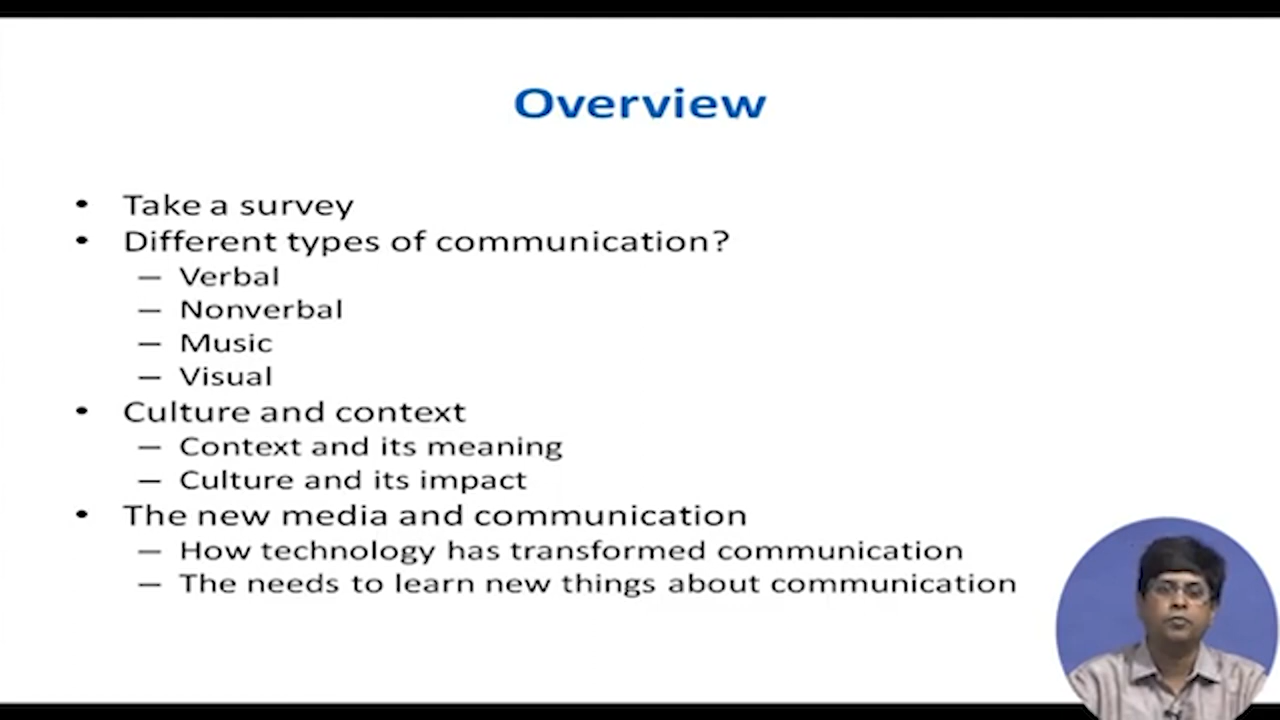 Overview
• Take a survey
• Different types of communication?
– Verbal
– Nonverbal
– Music
– Visual
• Culture and context
– Context and its meaning
– Culture and its impact
• The new media and communication
– How technology has transformed communication
– The needs to learn new things about communication